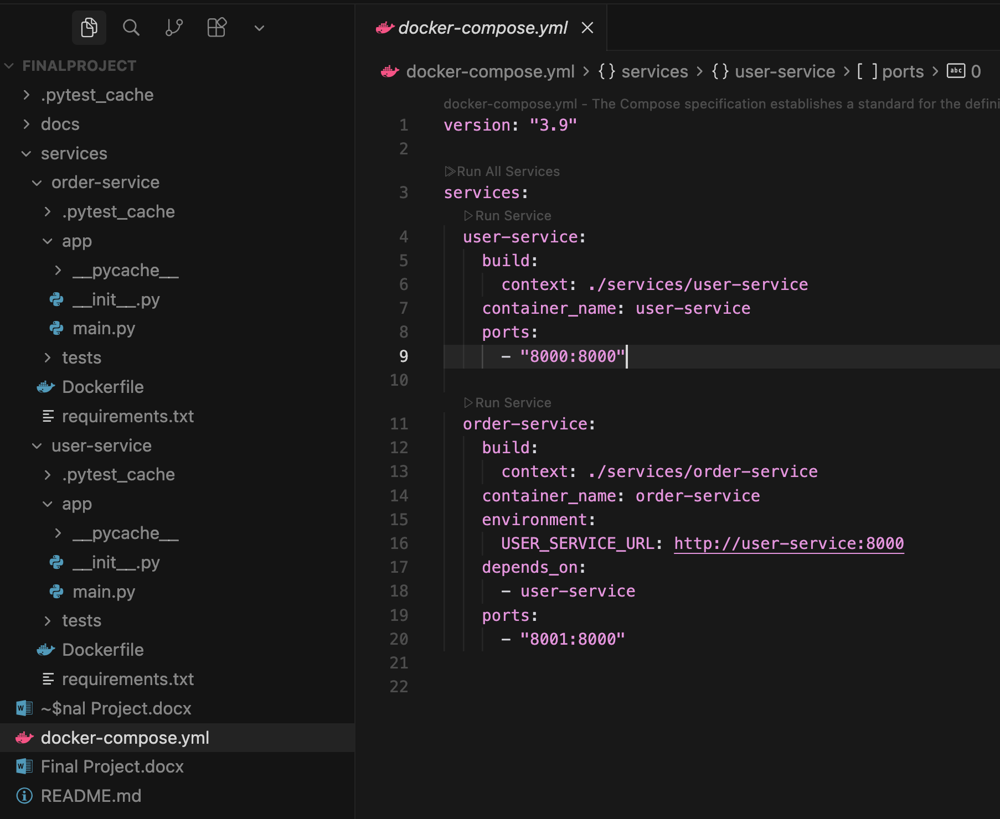 FINALPROJECT
.pytest_cache
docs
services
order-service
.pytest_cache
app
__pycache__
__init__.py
main.py
tests
Dockerfile
requirements.txt
user-service
.pytest_cache
app
__pycache__
__init__.py
main.py
tests
Dockerfile
requirements.txt
~$nal Project.docx
docker-compose.yml
Final Project.docx
README.md
docker-compose.yml
docker-compose.yml > {} services > {} user-service > [ ] ports > abc 0
docker-compose.yml - The Compose specification establishes a standard for the defini
1 version: "3.9"
2
Run All Services
3 services:
Run Service
4 user-service:
5 build:
6 context: ./services/user-service
7 container_name: user-service
8 ports:
9 - "8000:8000"
10
Run Service
11 order-service:
12 build:
13 context: ./services/order-service
14 container_name: order-service
15 environment:
16 USER_SERVICE_URL: http://user-service:8000
17 depends_on:
18 - user-service
19 ports:
20 - "8001:8000"
21
22